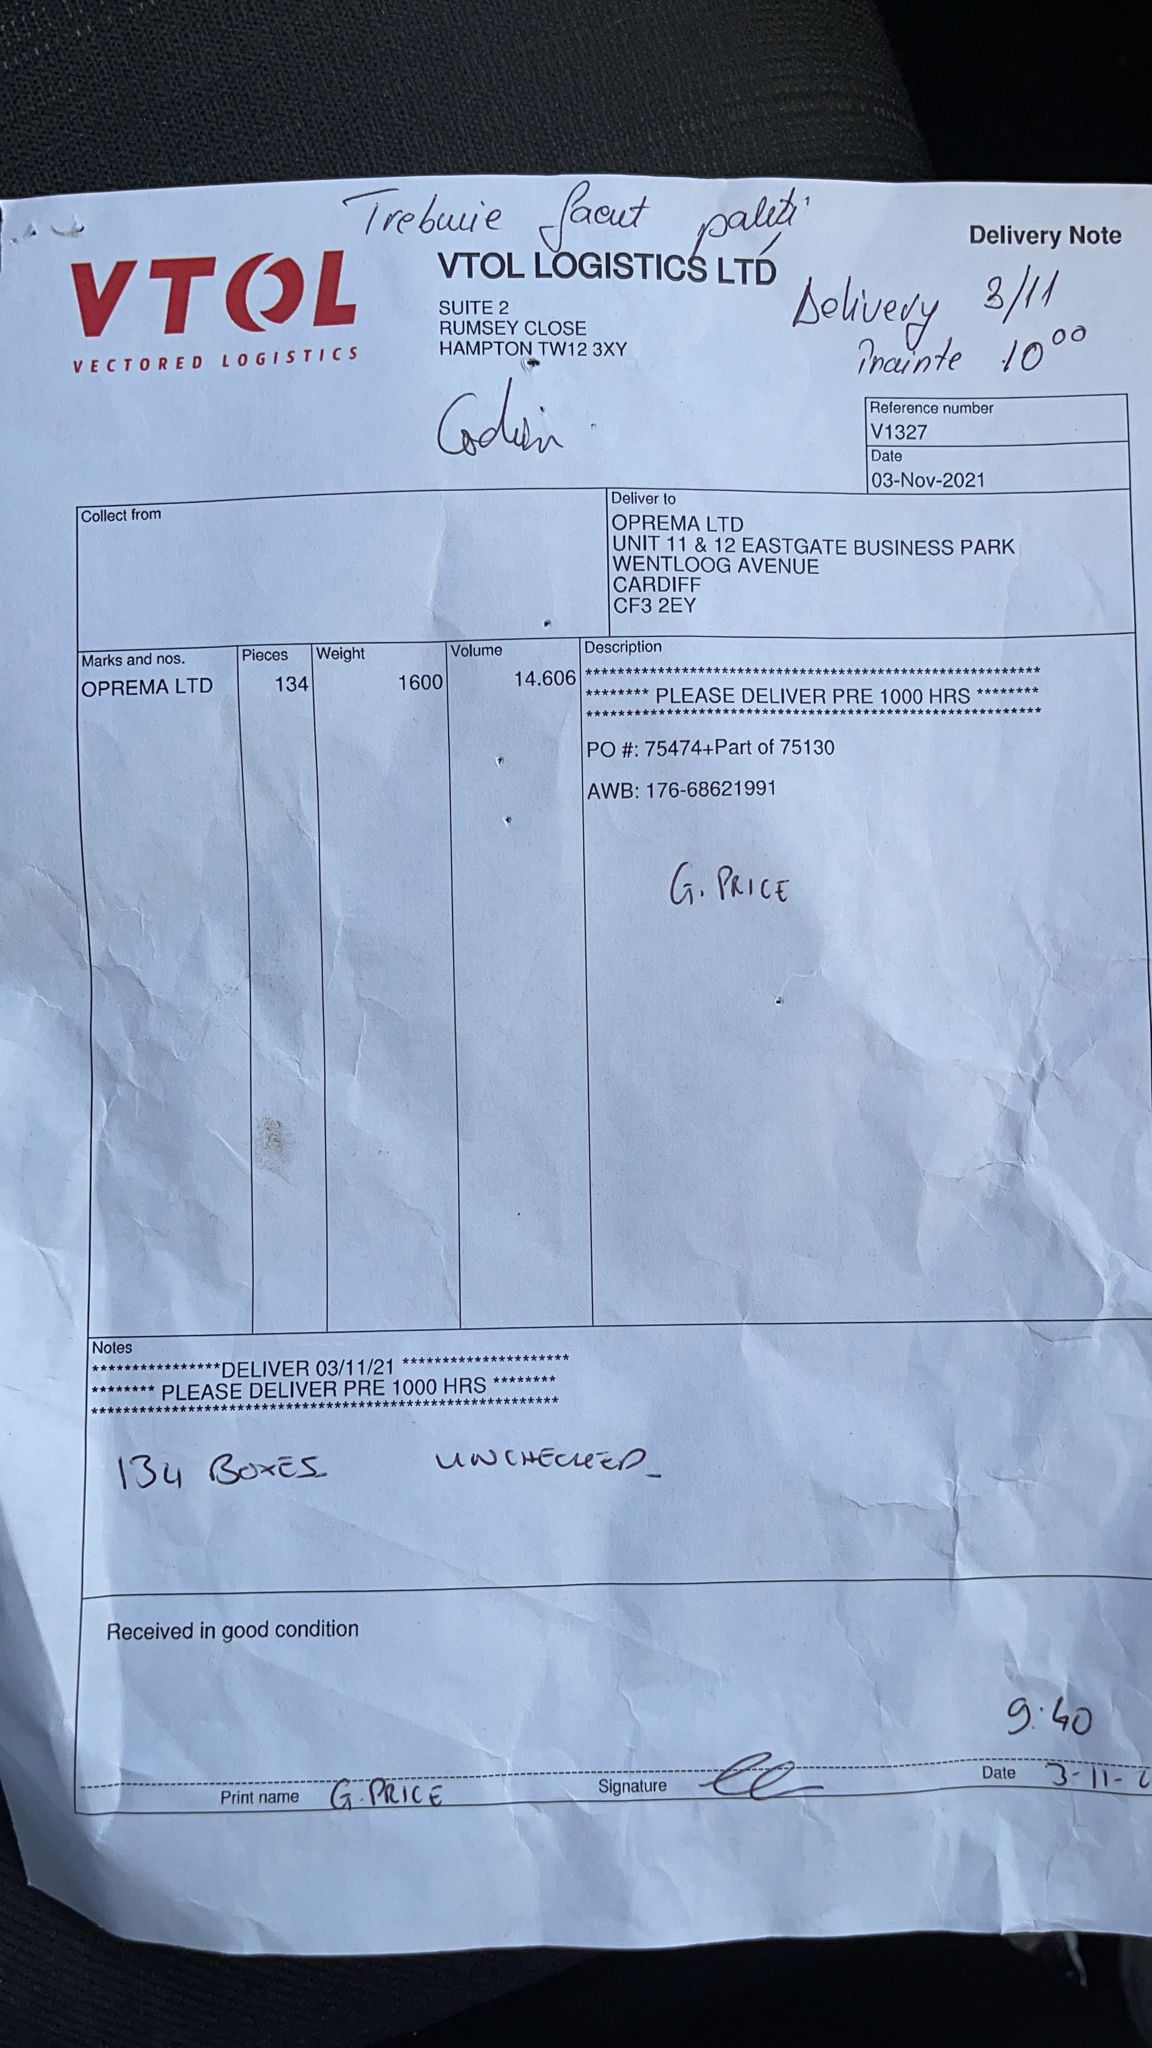 Trebuie facut paleti
Delivery Note
VTOL
VECTORED LOGISTICS
VTOL LOGISTICS LTD
SUITE 2
RUMSEY CLOSE
HAMPTON TW12 3XY
Delivery 3/11
inainte 10 00
Reference number
V1327
Date
03-Nov-2021
Collect from
Deliver to
OPREMA LTD
UNIT 11 & 12 EASTGATE BUSINESS PARK
WENTLOOG AVENUE
CARDIFF
CF3 2EY
Marks and nos. Pieces Weight Volume Description
OPREMA LTD 134 1600 14.606
******** PLEASE DELIVER PRE 1000 HRS ********
PO #: 75474+Part of 75130
AWB: 176-68621991
G. PRICE
Notes
****************DELIVER 03/11/21 *********************
******** PLEASE DELIVER PRE 1000 HRS ********
134 BOXES UNCHECKED
Received in good condition
9:40
Print name G. PRICE Signature Date 3-11-2